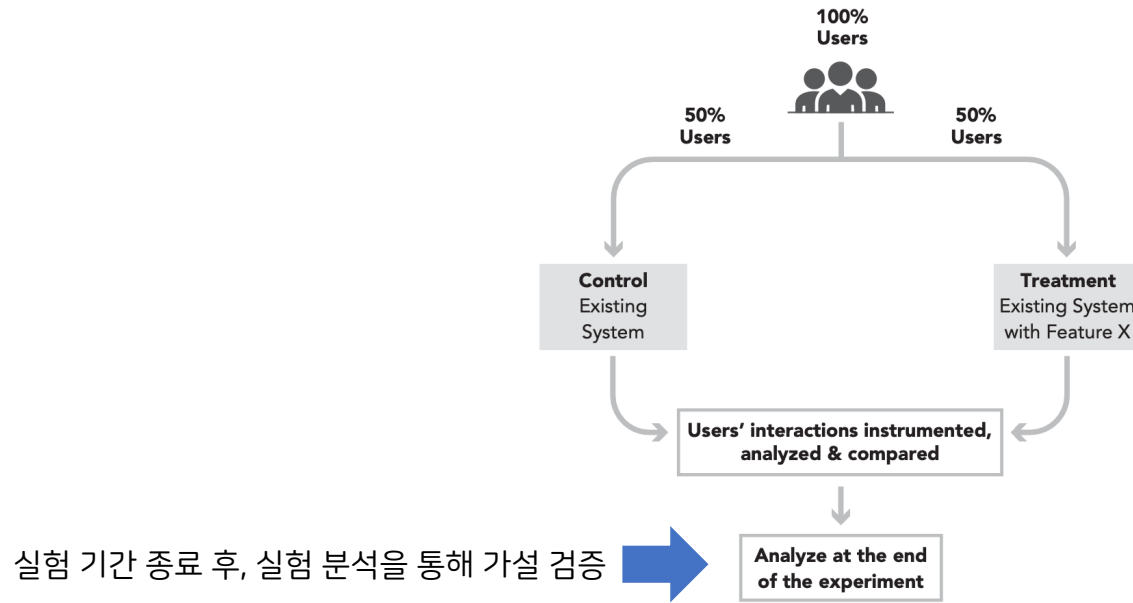 100%
Users
50%
Users
50%
Users
Control
Existing
System
Treatment
Existing System
with Feature X
Users' interactions instrumented,
analyzed & compared
실험 기간 종료 후, 실험 분석을 통해 가설 검증
Analyze at the end
of the experiment